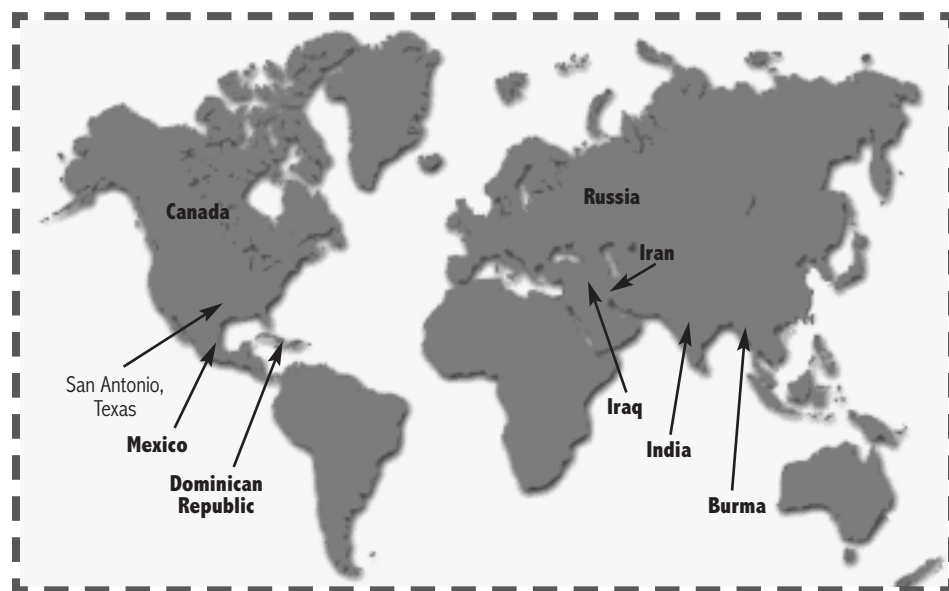 Canada
Russia
Iran
San Antonio,
Texas
Iraq
Mexico
India
Dominican
Republic
Burma